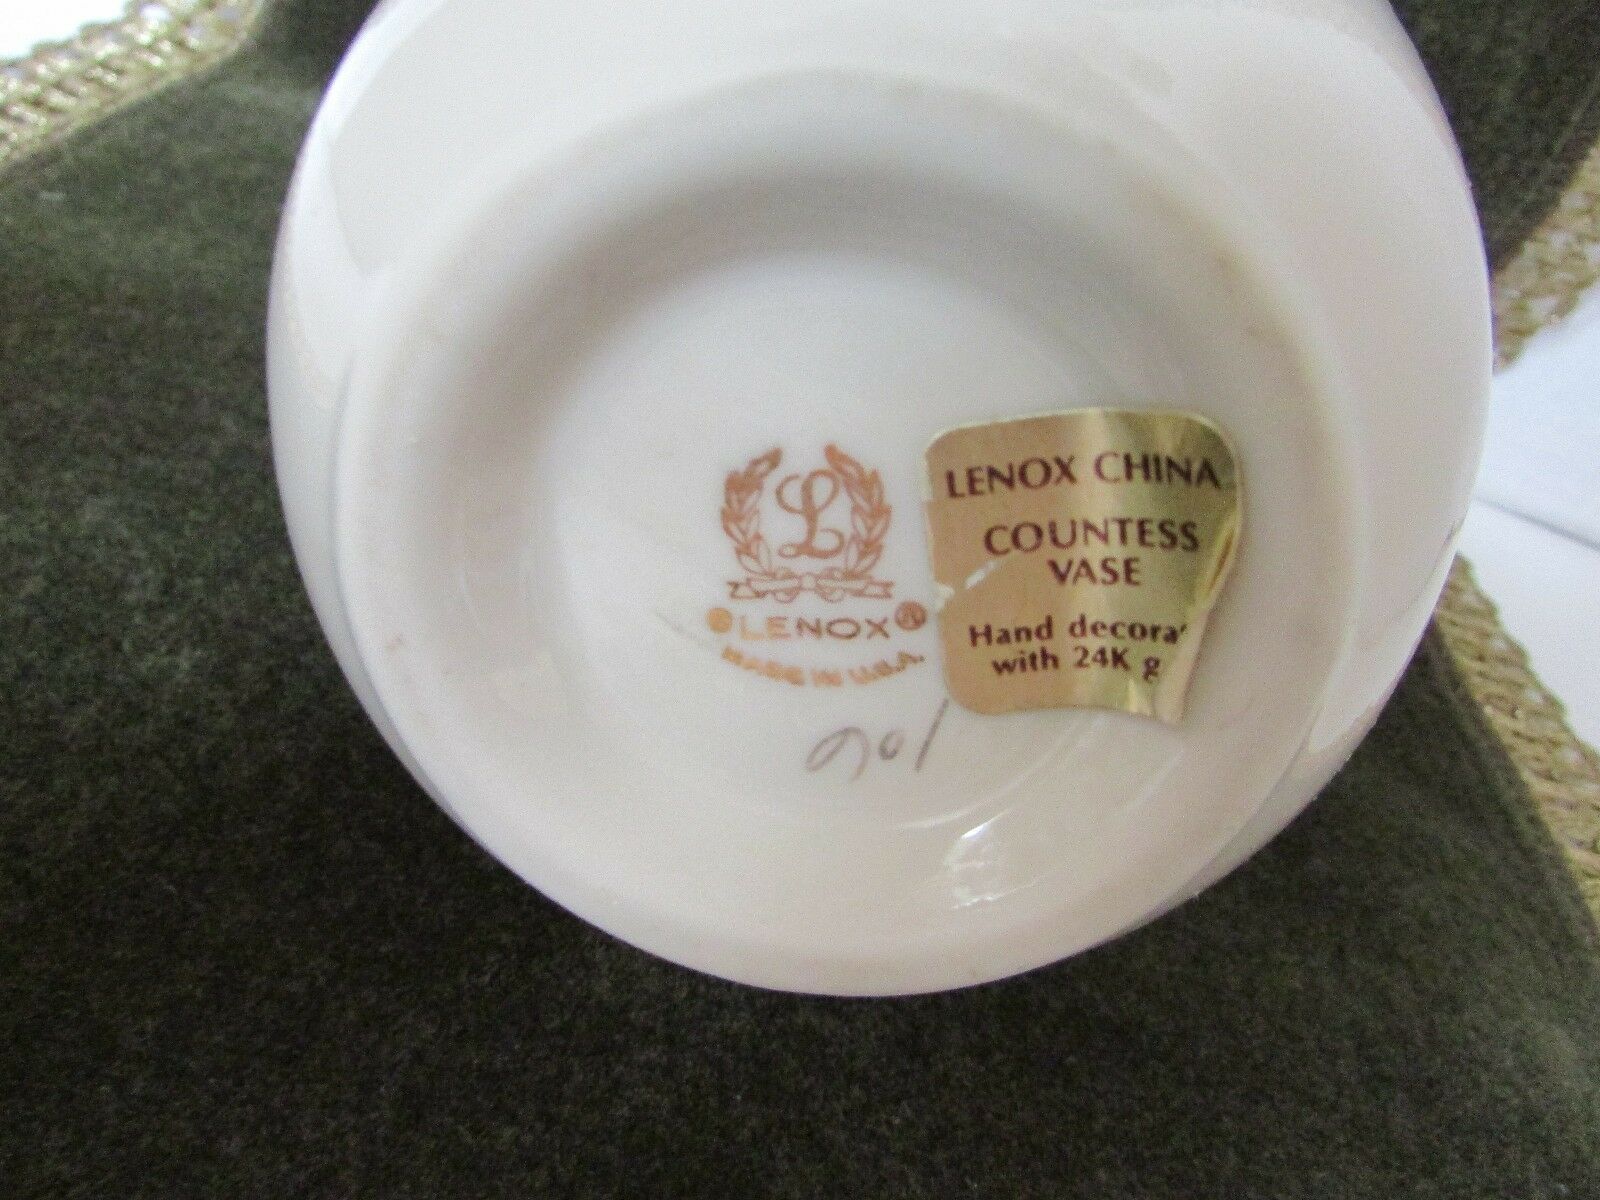 L
LENOX®
MADE IN U.S.A.
LENOX CHINA
COUNTESS
VASE
Hand decora
with 24K g